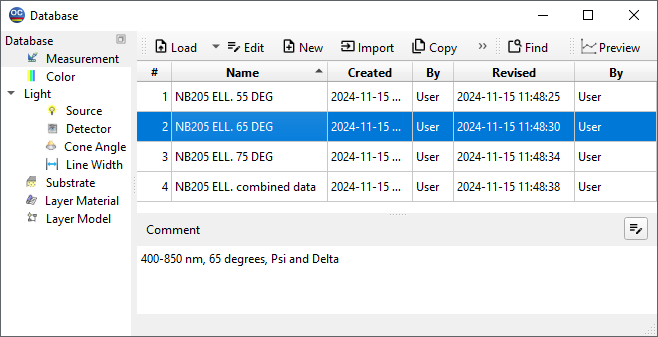 OC Database
Database
Measurement
Color
Light
Source
Detector
Cone Angle
Line Width
Substrate
Layer Material
Layer Model
Load Edit New Import Copy » Find Preview
# Name Created By Revised By
1 NB205 ELL. 55 DEG 2024-11-15 ... User 2024-11-15 11:48:25 User
2 NB205 ELL. 65 DEG 2024-11-15 ... User 2024-11-15 11:48:30 User
3 NB205 ELL. 75 DEG 2024-11-15 ... User 2024-11-15 11:48:34 User
4 NB205 ELL. combined data 2024-11-15 ... User 2024-11-15 11:48:38 User
Comment
400-850 nm, 65 degrees, Psi and Delta